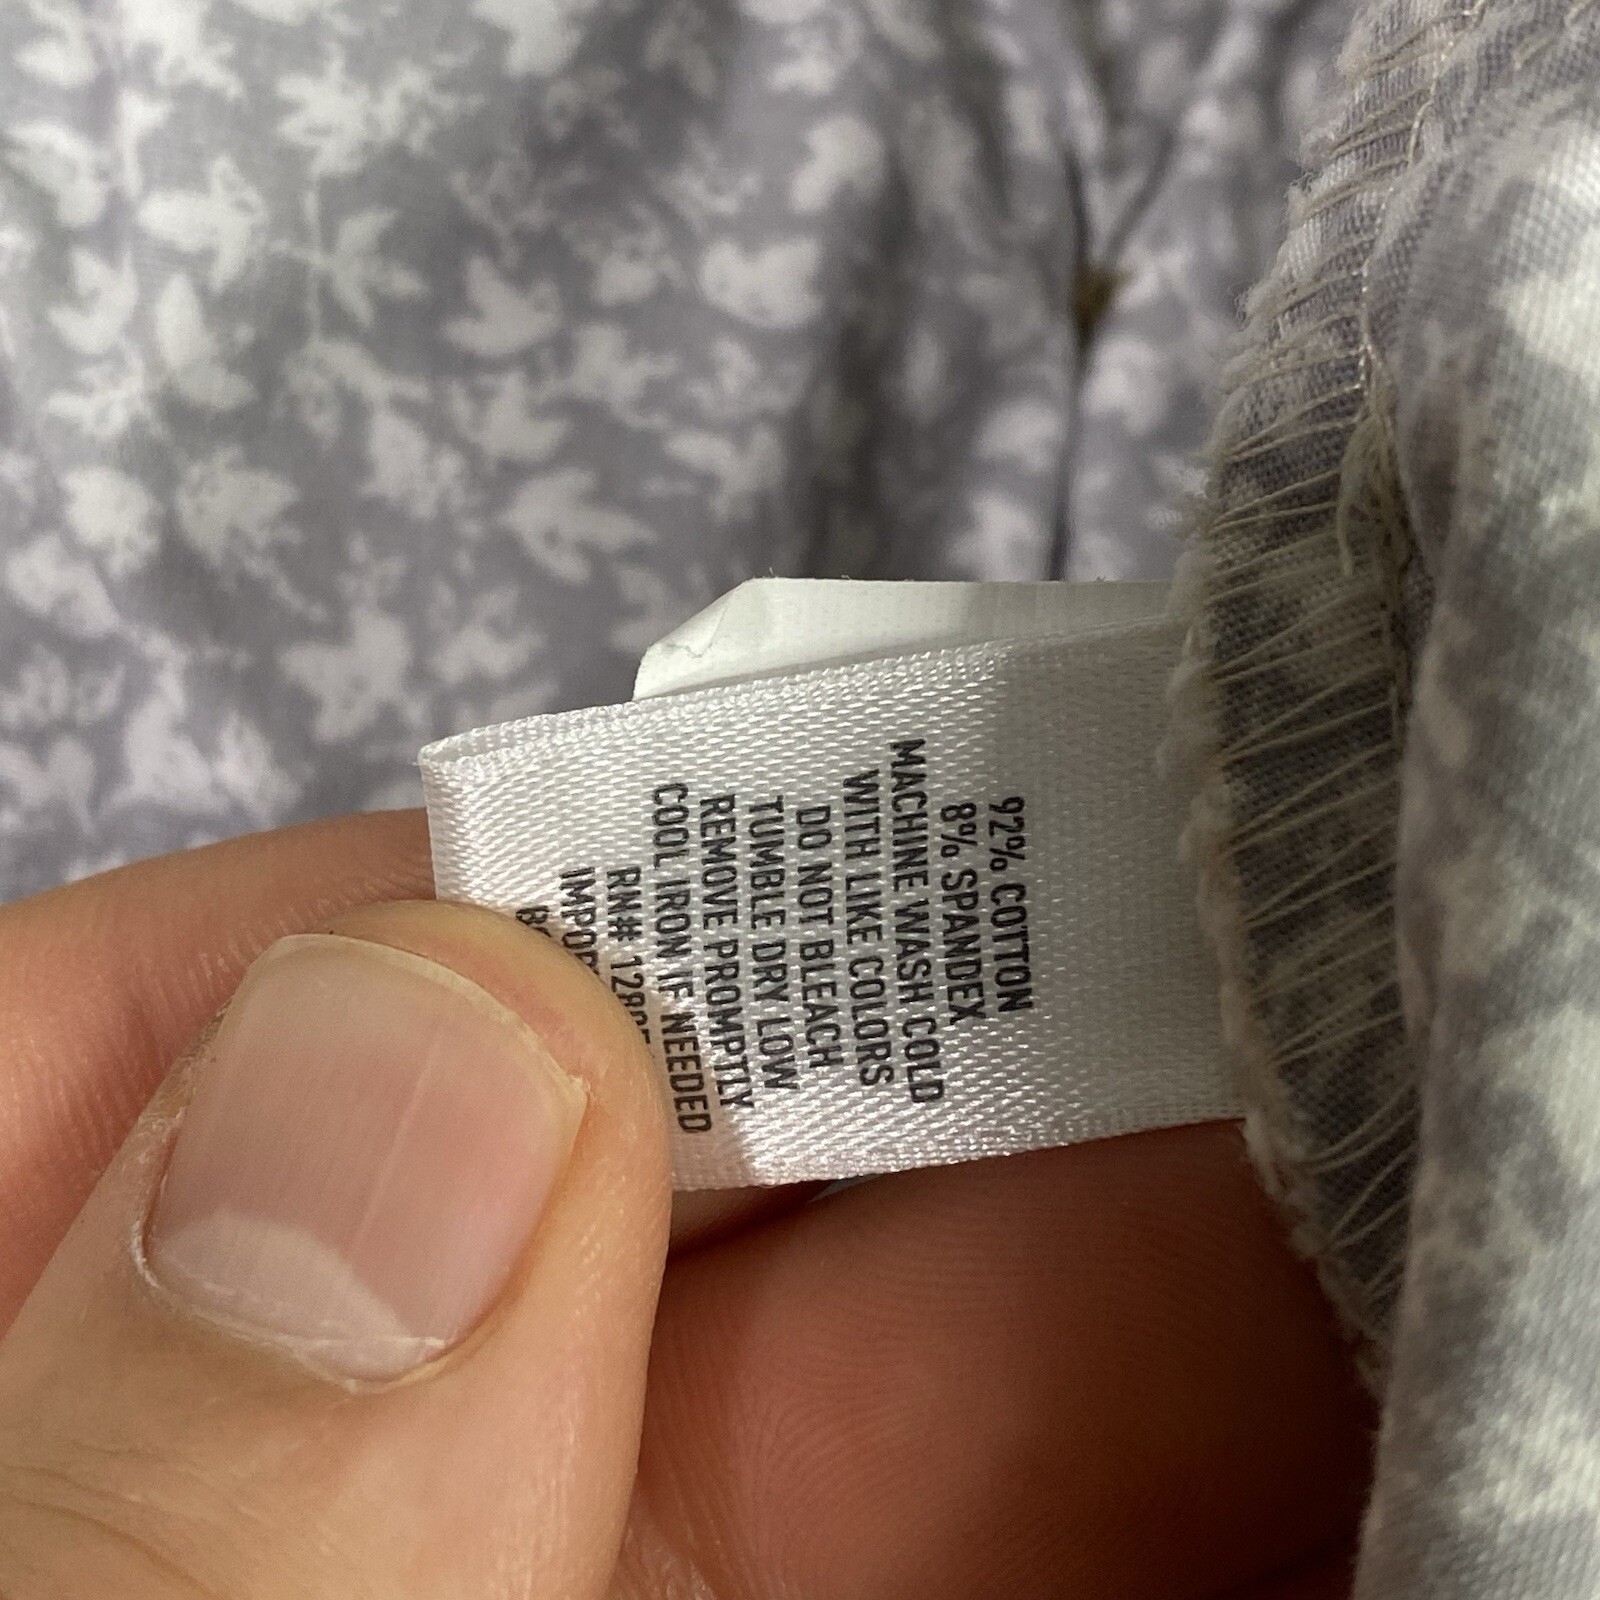 92% COTTON
8% SPANDEX
MACHINE WASH COLD
WITH LIKE COLORS
DO NOT BLEACH
TUMBLE DRY LOW
REMOVE PROMPTLY
COOL IRON IF NEEDED
RN#